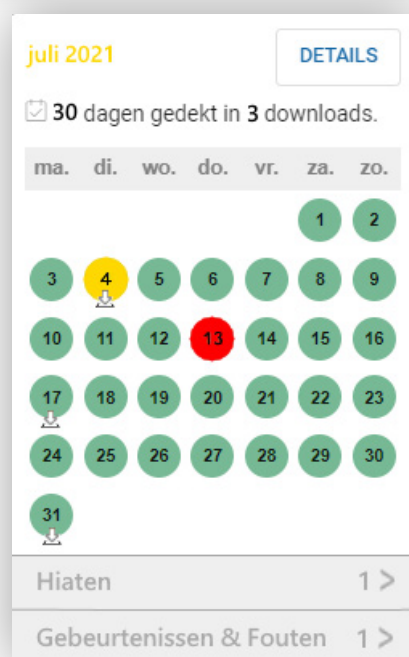 juli 2021 DETAILS
30 dagen gedekt in 3 downloads.
ma. di. wo. do. vr. za. zo.
1 2
3 4 5 6 7 8 9
10 11 12 13 14 15 16
17 18 19 20 21 22 23
24 25 26 27 28 29 30
31
Hiaten 1 >
Gebeurtenissen & Fouten 1 >